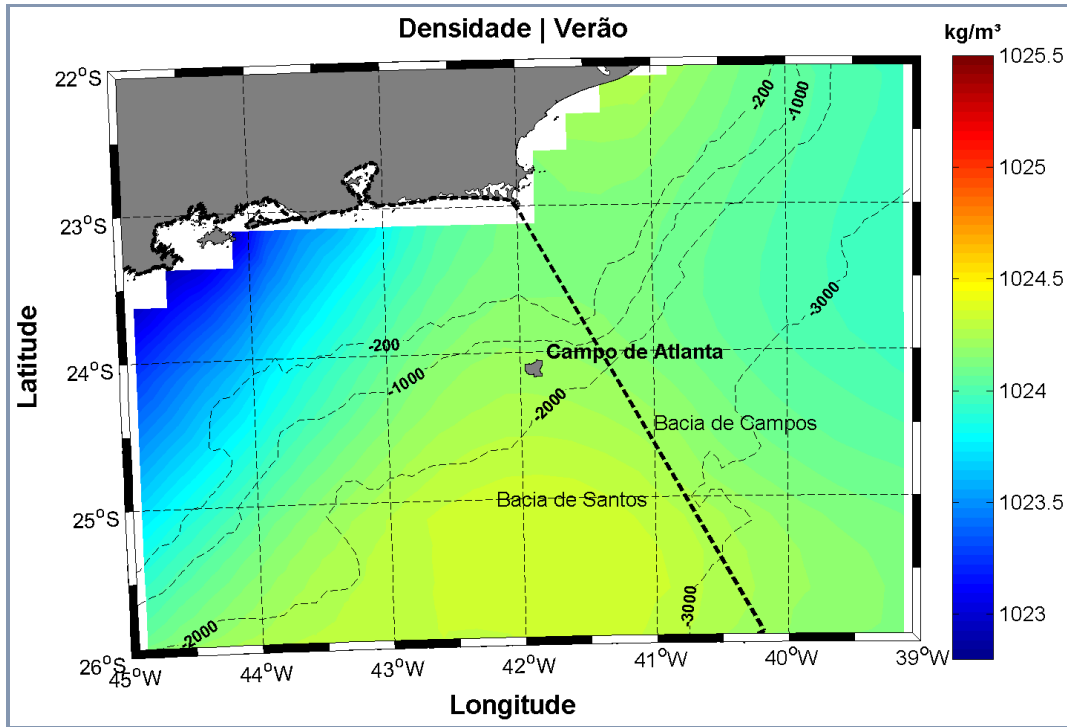 Densidade | Verão
kg/m³
22°S
23°S
24°S
25°S
26°S
Latitude
45°W
44°W
43°W
42°W
41°W
40°W
39°W
Longitude
-200
-1000
-3000
-200
-1000
-2000
Campo de Atlanta
Bacia de Campos
Bacia de Santos
-2000
-3000
1025.5
1025
1024.5
1024
1023.5
1023